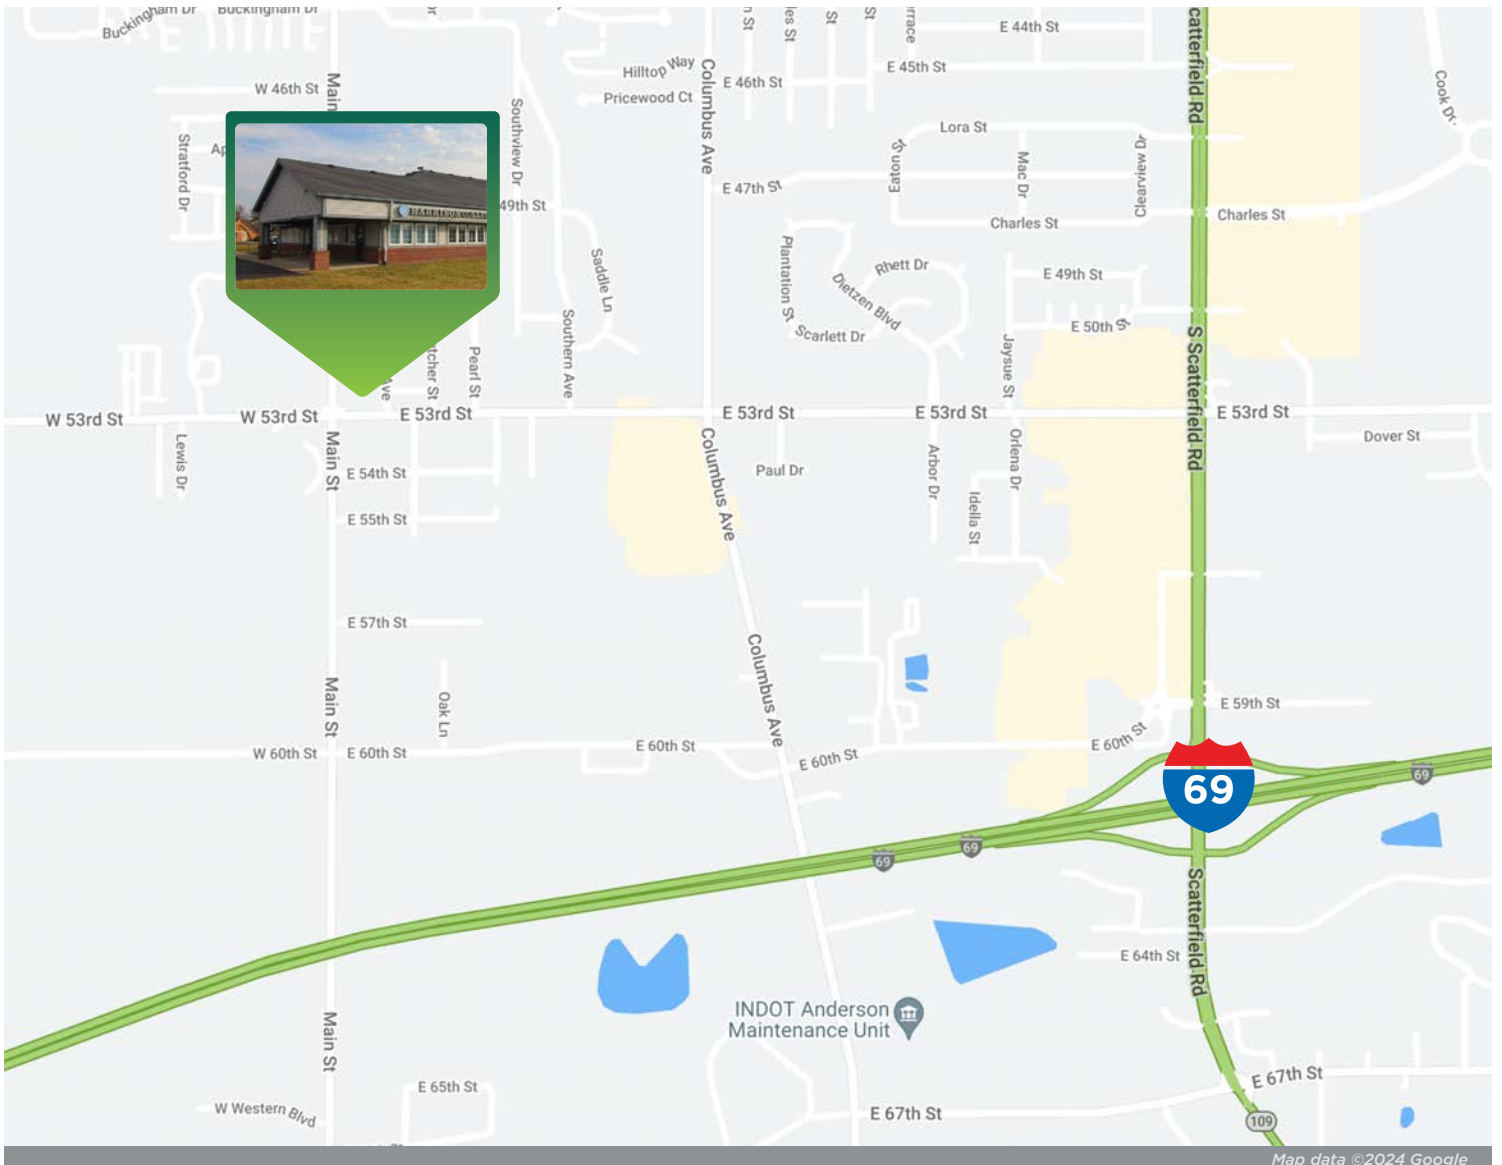 Buckingham Dr
Buckingham Dr
Dr
E 44th St
W 46th St
Main
Hilltop Way
Pricewood Ct
Columbus Ave
E 46th St
St
St
E 45th St
Scatterfield Rd
Cook Dr
Stratford Dr
Southview Dr
Lora St
Eaton St
Mac Dr
Clearview Dr
E 47th St
49th St
HARRISON
Charles St
Charles St
Saddle Ln
Plantation St
Rhett Dr
Dietzen Blvd
E 49th St
E 50th St
Scarlett Dr
Southern Ave
Pearl St
Ave
Jaysue St
S Scatterfield Rd
W 53rd St
W 53rd St
E 53rd St
E 53rd St
E 53rd St
E 53rd St
Dover St
Lewis Dr
Main St
E 54th St
Columbus Ave
Paul Dr
Arbor Dr
Orlena Dr
Idella St
E 55th St
E 57th St
Columbus Ave
Main St
Oak Ln
W 60th St
E 60th St
E 60th St
E 60th St
E 60th St
E 59th St
69
69
69
69
Scatterfield Rd
E 64th St
INDOT Anderson
Maintenance Unit
Main St
E 65th St
W Western Blvd
E 67th St
E 67th St
109
Map data ©2024 Google